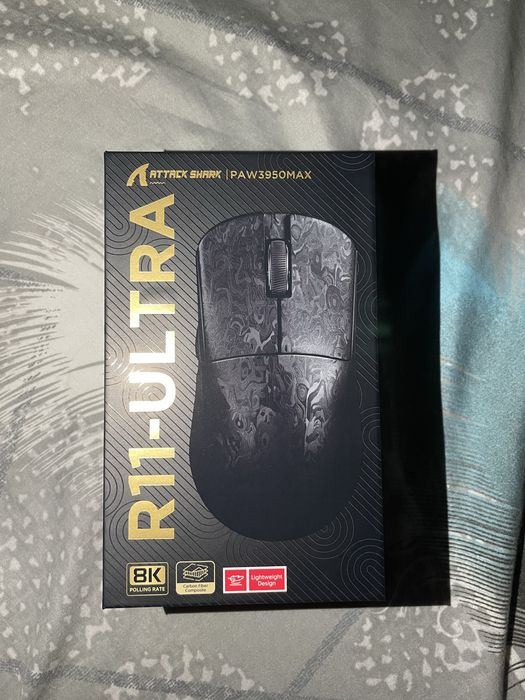 ATTACK SHARK | PAW3950MAX
R11-ULTRA
8K
POLLING RATE
Carbon Fiber
Composite
Lightweight
Design